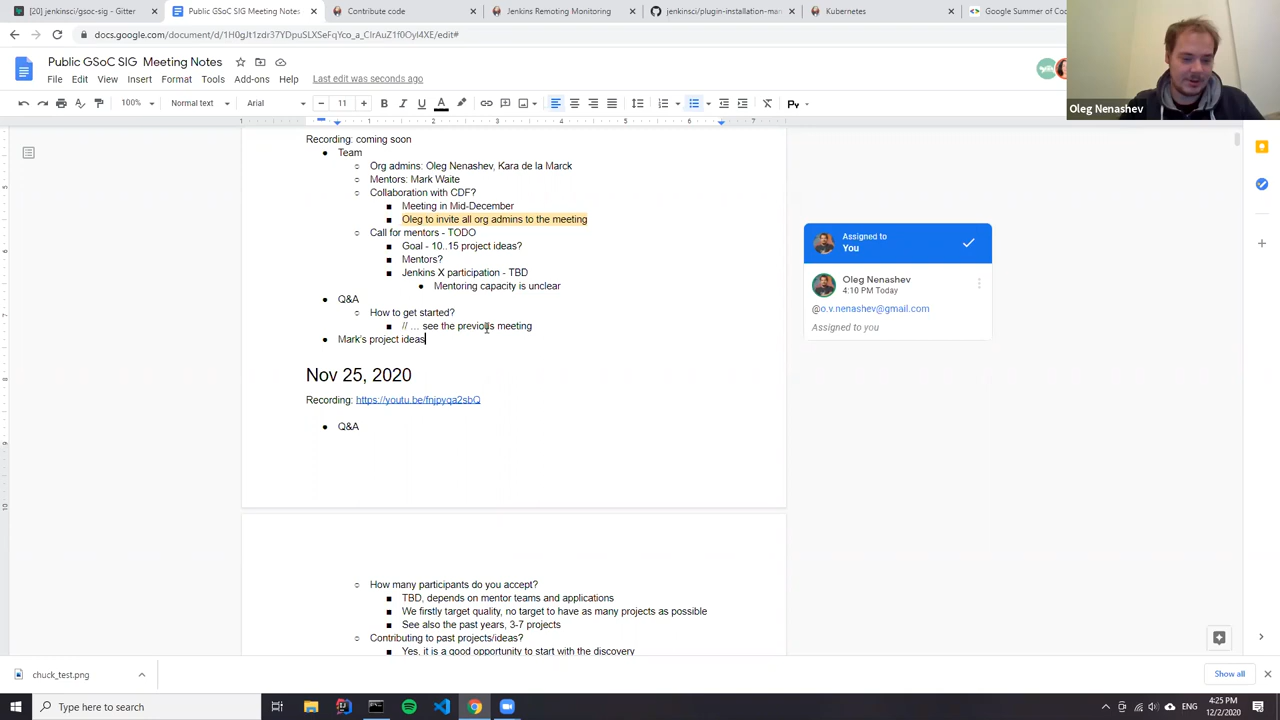 [20] jenkinsci/gsoc-sig - Gitter
Public GSoC SIG Meeting Notes
Contribute code
Jenkins Remoting Monitoring
jenkinsci/plugin-installation-man
Kubernetes
Google Summer of Cod
docs.google.com/document/d/
Public GSoC SIG  Meeting Notes
File Edit View Insert Format Tools Add-ons Help Last edit was seconds ago
100% Normal text Arial 11
Recording: coming soon
Team
Org admins: Oleg Nenashev, Kara de la Marck
Mentors: Mark Waite
Collaboration with CDF?
Meeting in Mid-December
Oleg to invite all org admins to the meeting
Call for mentors - TODO
Goal - 10..15 project ideas?
Mentors?
Jenkins X participation - TBD
Mentoring capacity is unclear
Q&A
How to get started?
// … see the previous meeting
Mark's project ideas
Nov 25, 2020
Recording: https://youtu.be/fnjpyqa2sbQ
Q&A
How many participants do you accept?
TBD, depends on mentor teams and applications
We firstly target quality, no target to have as many projects as possible
See also the past years, 3-7 projects
Contributing to past projects/ideas?
Yes, it is a good opportunity to start with the discovery
Assigned to
You
Oleg Nenashev
4:10 PM Today
@o.v.nenashev@gmail.com
Assigned to you
Oleg Nenashev
chuck_test.png
Show all
Type here to search
ENG
4:25 PM
12/2/2020